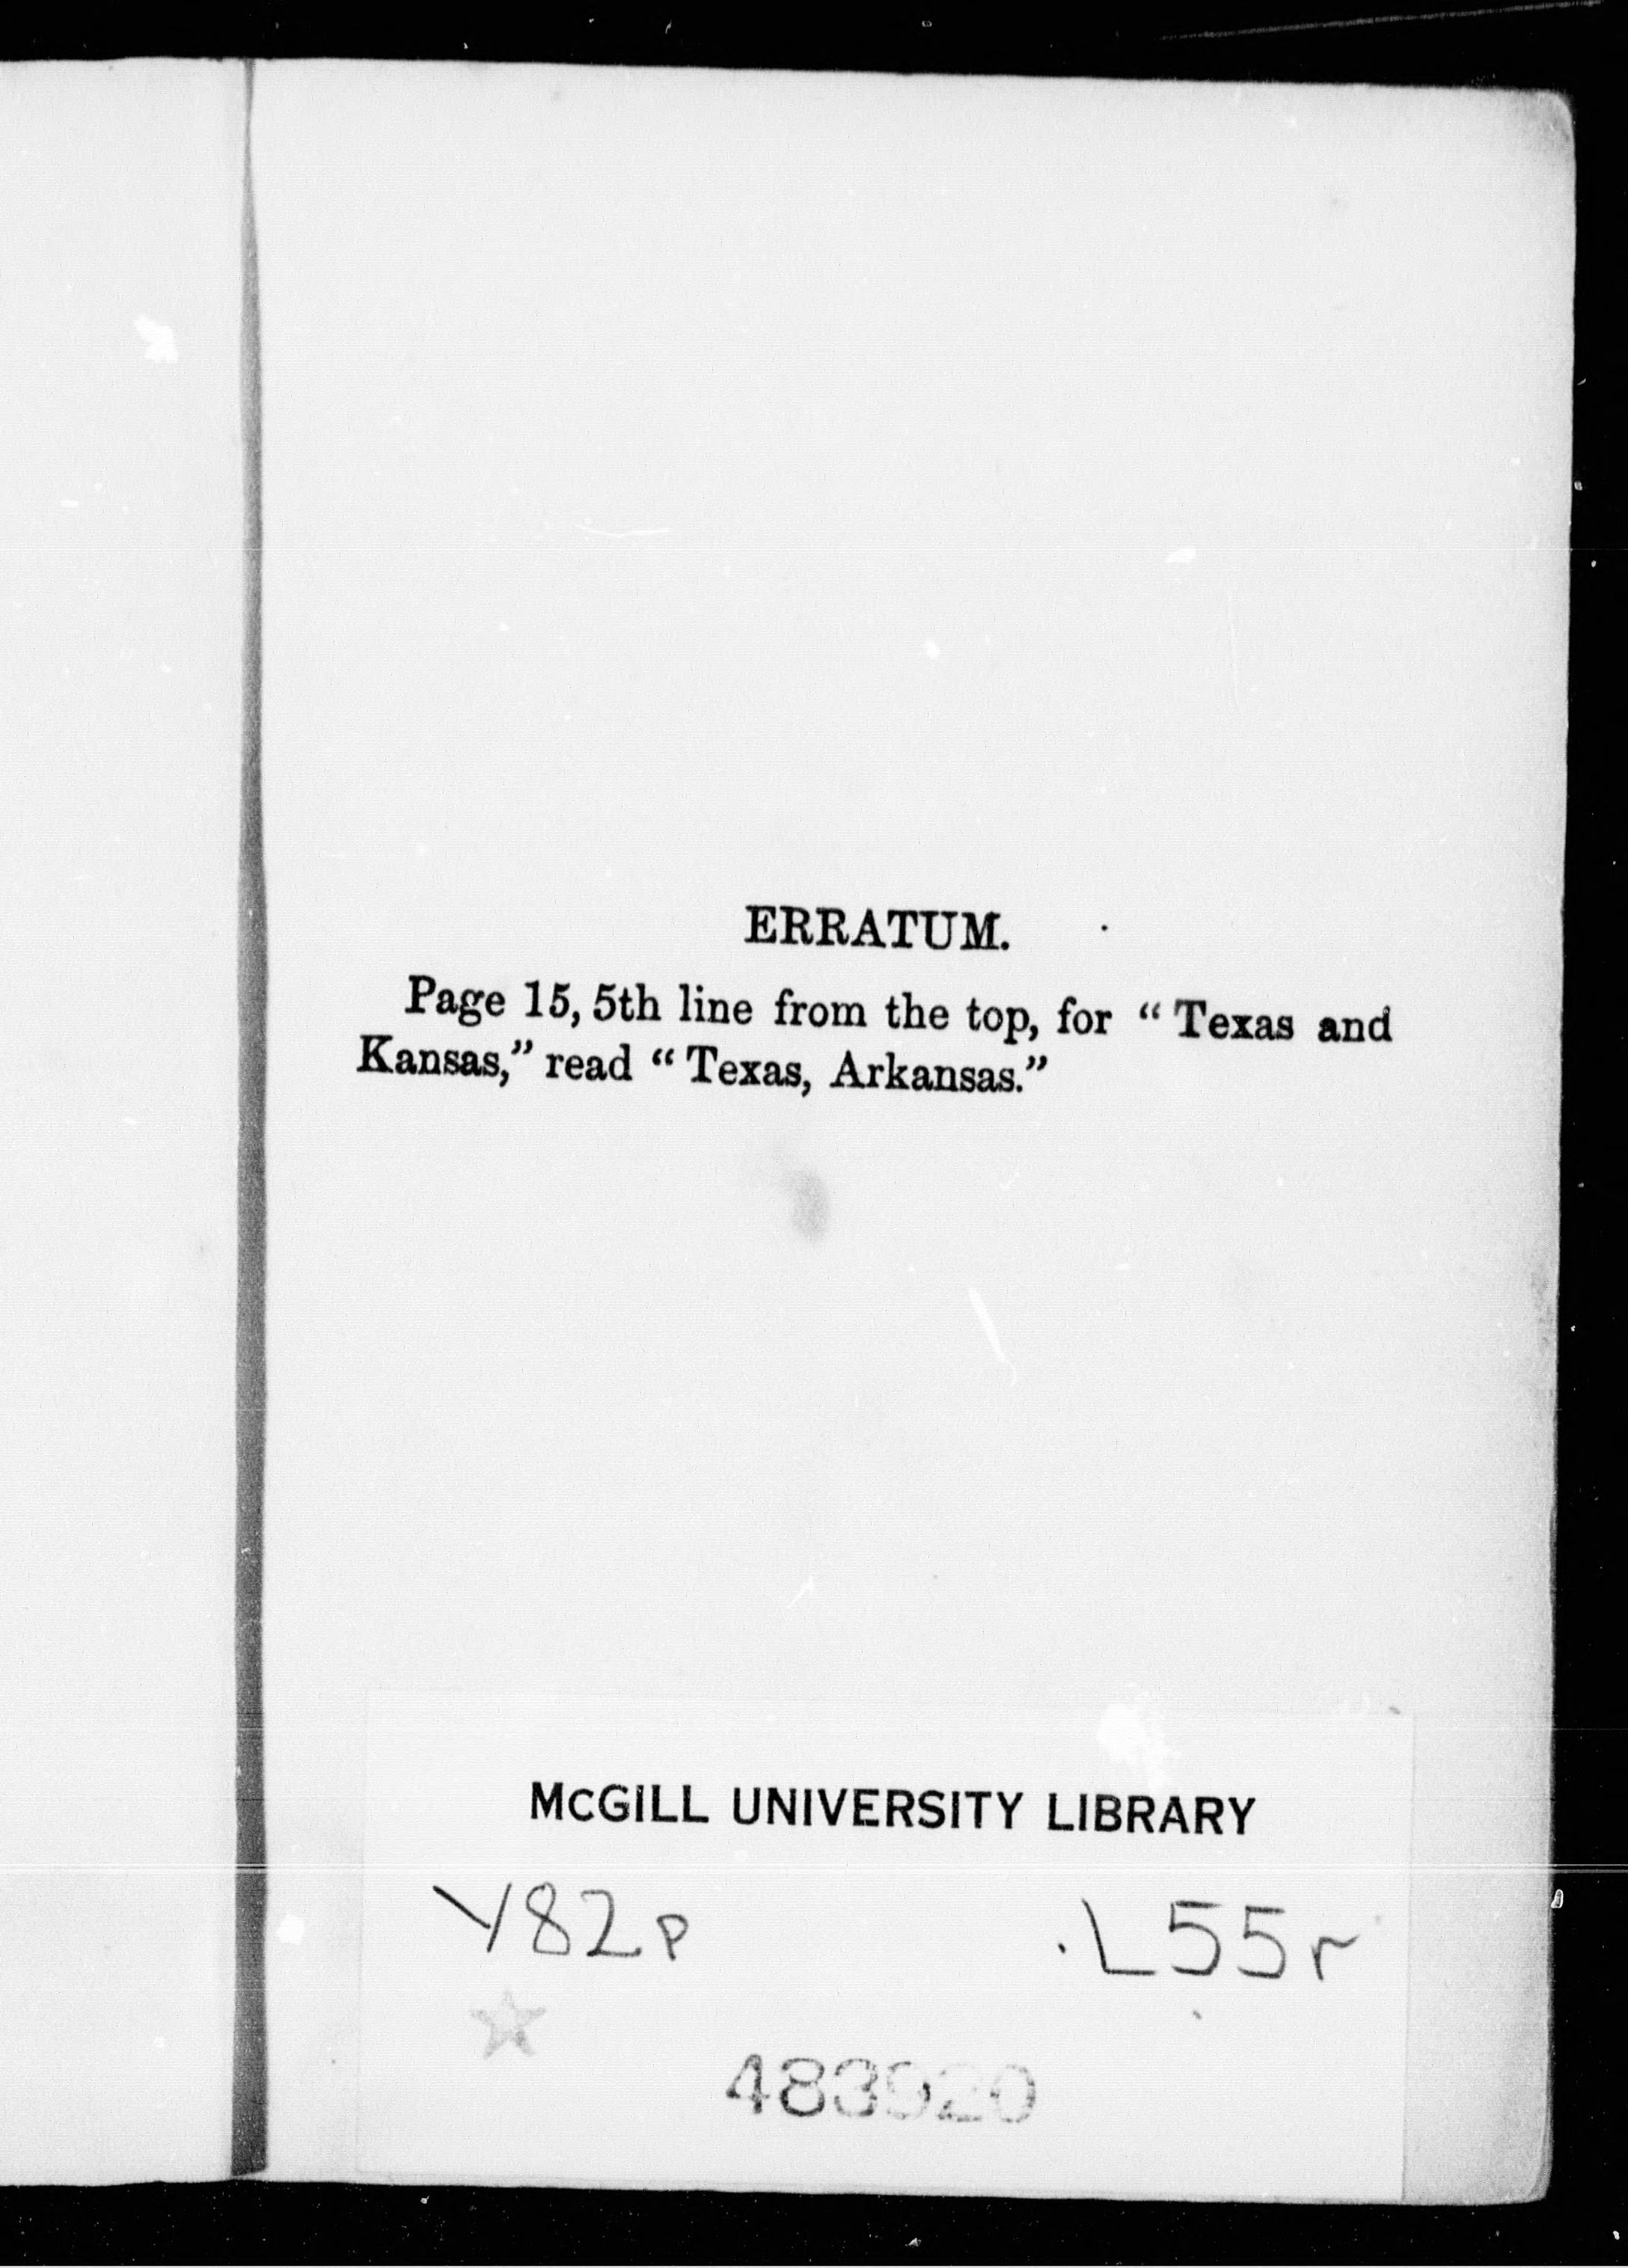 ERRATUM.
Page 15, 5th line from the top, for “Texas and
Kansas,” read “Texas, Arkansas.”
McGILL UNIVERSITY LIBRARY
Y82p .L55r
483920